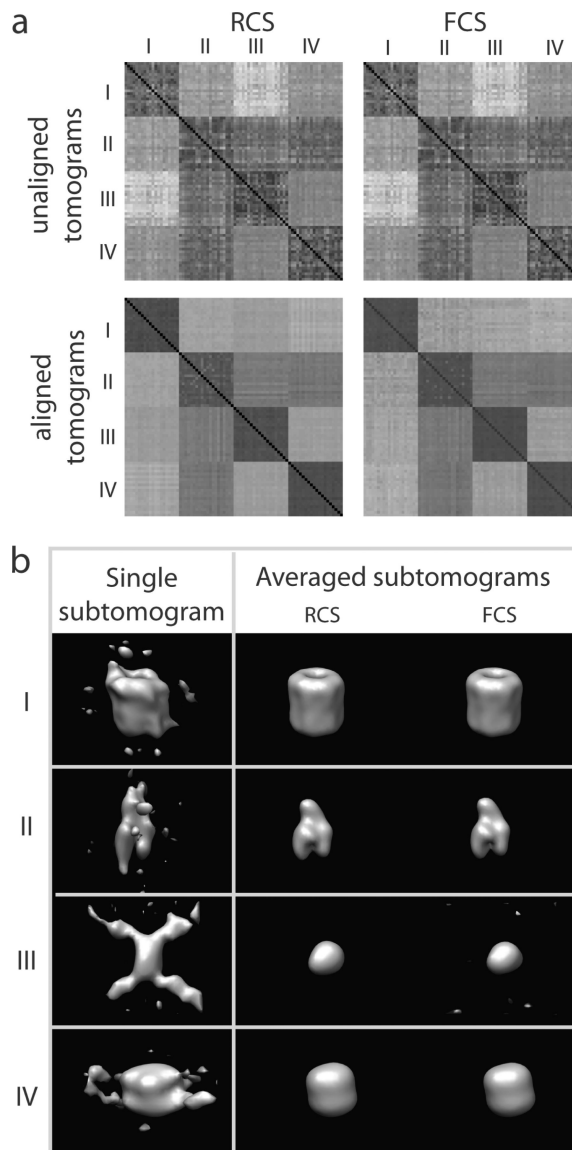 a
RCS FCS
I II III IV I II III IV
unaligned
tomograms
I
II
III
IV
aligned
tomograms
I
II
III
IV
b
Single
subtomogram
Averaged subtomograms
RCS FCS
I
II
III
IV